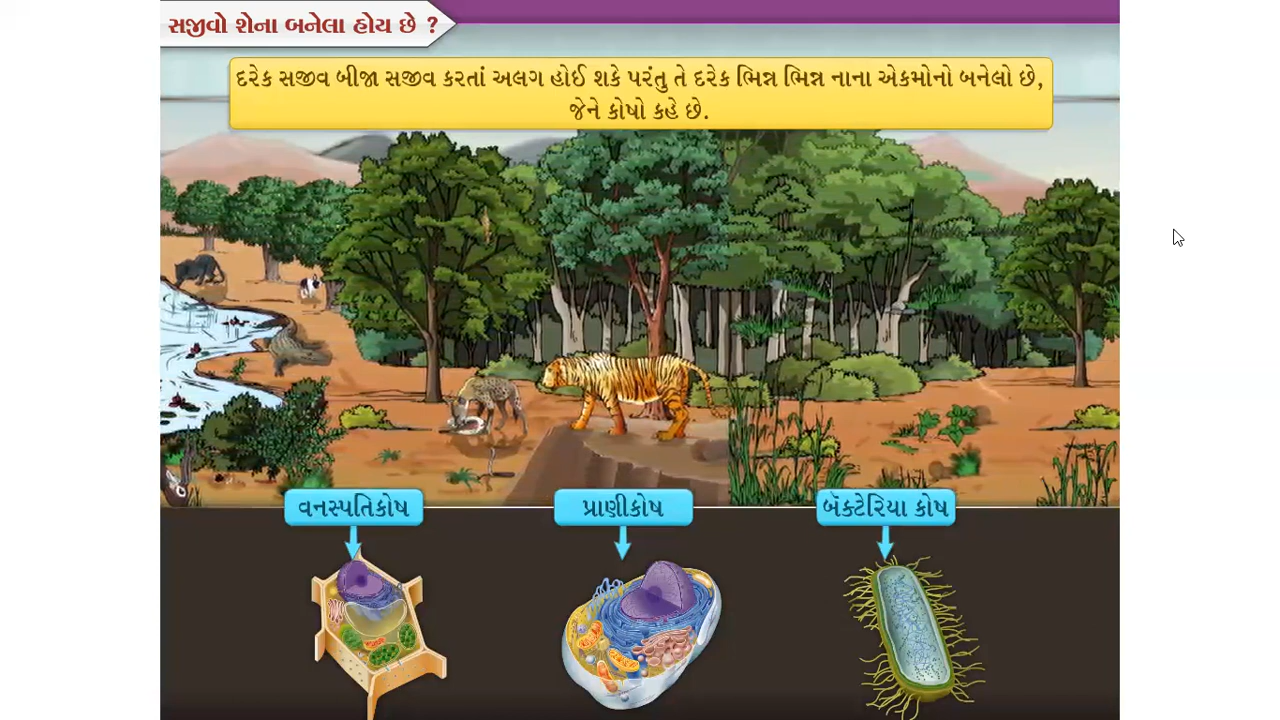 સજીવો શેના બનેલા હોય છે ?
દરેક સજીવ બીજા સજીવ કરતાં અલગ હોઈ શકે પરંતુ તે દરેક ભિન્ન ભિન્ન નાના એકમોનો બનેલો છે,
જેને કોષો કહે છે.
વનસ્પતિકોષ
પ્રાણીકોષ
બૅક્ટેરિયા કોષ